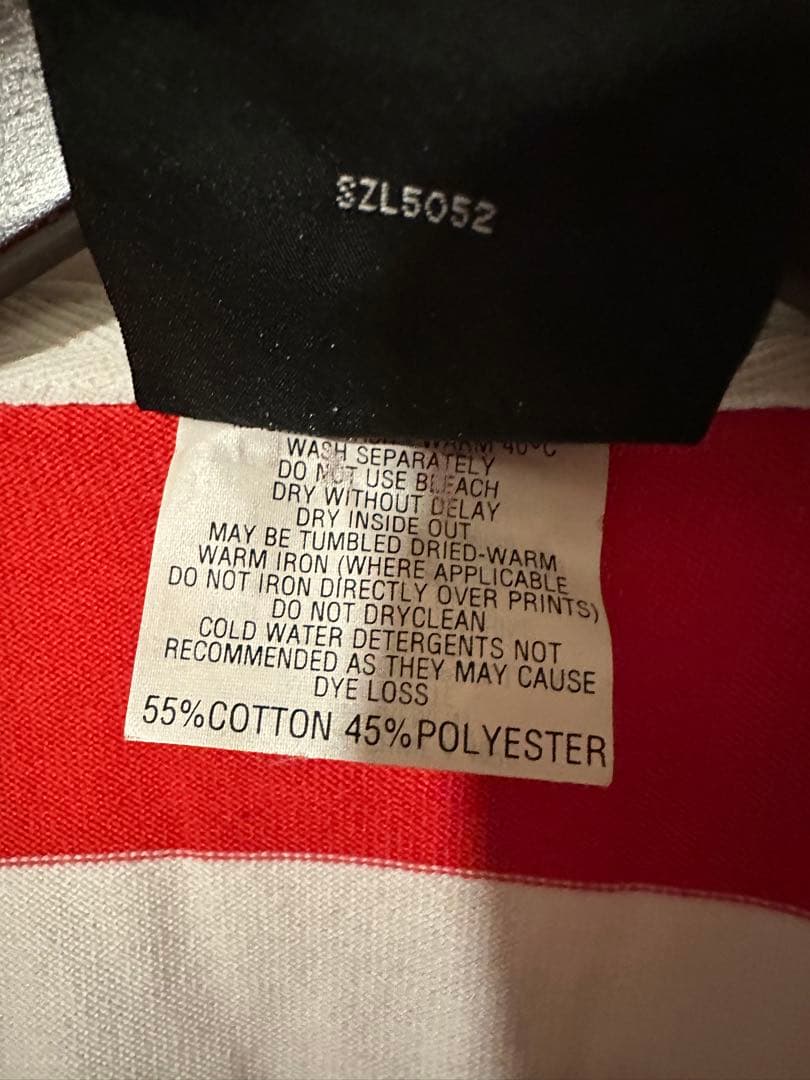 SZL5052
WARM 40°C
WASH SEPARATELY
DO NOT USE BLEACH
DRY WITHOUT DELAY
DRY INSIDE OUT
MAY BE TUMBLED DRIED-WARM
WARM IRON (WHERE APPLICABLE
DO NOT IRON DIRECTLY OVER PRINTS)
DO NOT DRYCLEAN
COLD WATER DETERGENTS NOT
RECOMMENDED AS THEY MAY CAUSE
DYE LOSS
55%COTTON 45%POLYESTER